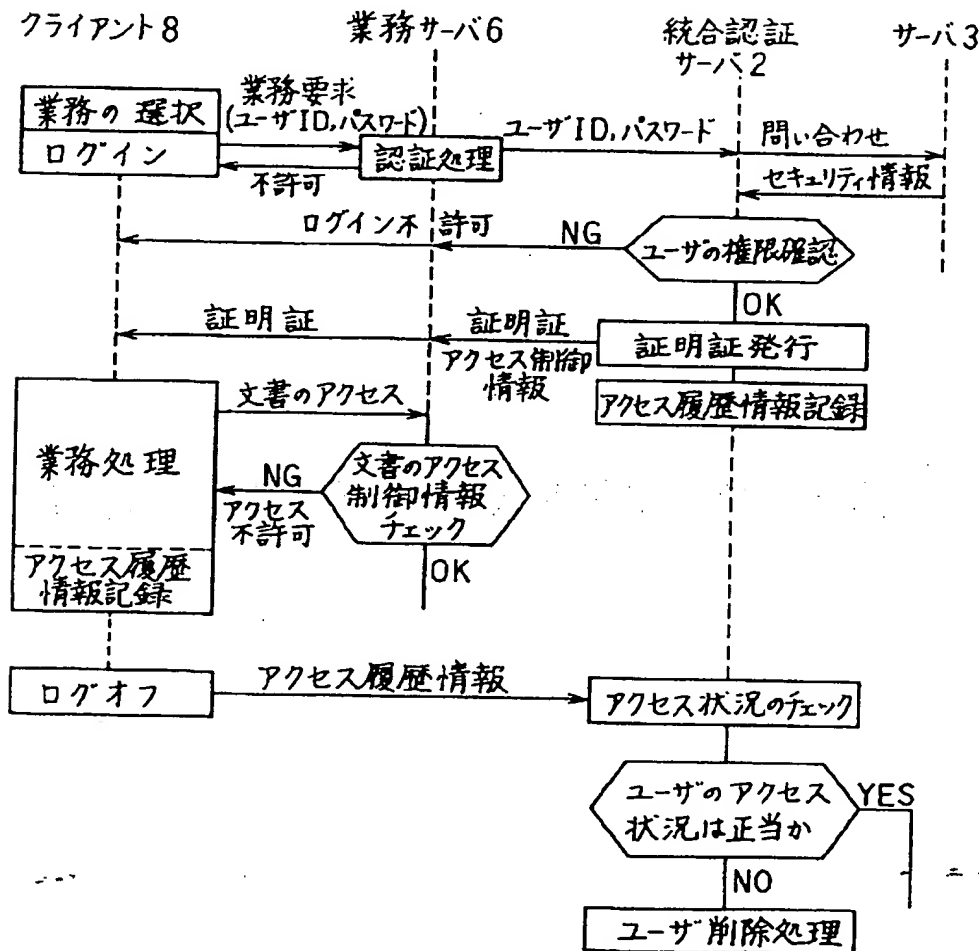 クライアント8
業務サーバ6
統合認証
サーバ2
サーバ3
業務の選択
ログイン
業務要求
(ユーザID,パスワード)
不許可
認証処理
ユーザID,パスワード
問い合わせ
セキュリティ情報
ログイン不許可
NG
ユーザの権限確認
OK
証明証
証明証
アクセス制御
情報
証明証発行
アクセス履歴情報記録
文書のアクセス
業務処理
NG
アクセス
不許可
文書のアクセス
制御情報
チェック
OK
アクセス履歴
情報記録
ログオフ
アクセス履歴情報
アクセス状況のチェック
ユーザのアクセス
状況は正当か
YES
NO
ユーザ削除処理